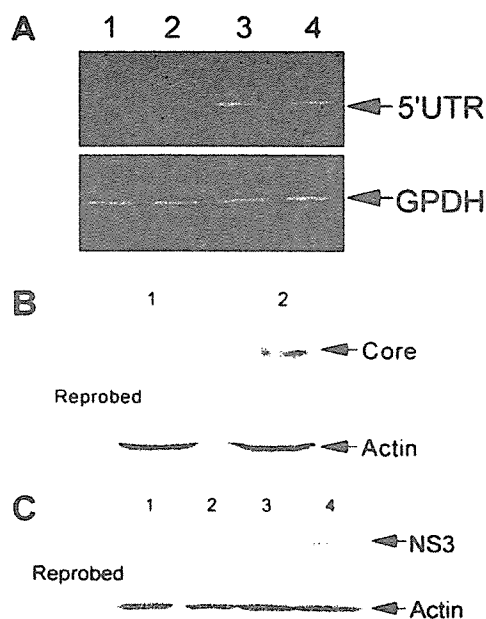 A
1 2 3 4
5'UTR
GPDH
B
1 2
Core
Reprobed
Actin
C
1 2 3 4
NS3
Reprobed
Actin